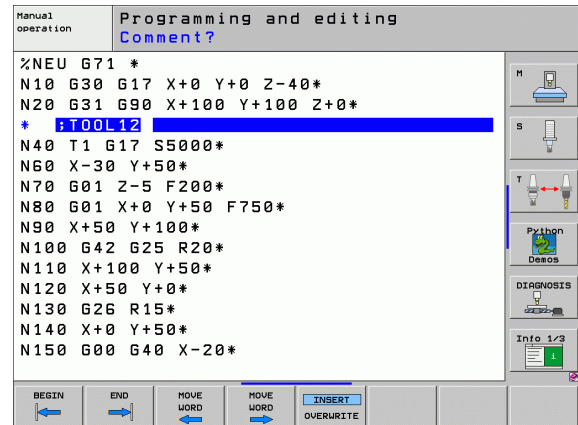 Manual
operation
Programming and editing
Comment?
%NEU G71 *
N10 G30 G17 X+0 Y+0 Z-40*
N20 G31 G90 X+100 Y+100 Z+0*
* ;TOOL12
N40 T1 G17 S5000*
N60 X-30 Y+50*
N70 G01 Z-5 F200*
N80 G01 X+0 Y+50 F750*
N90 X+50 Y+100*
N100 G42 G25 R20*
N110 X+100 Y+50*
N120 X+50 Y+0*
N130 G26 R15*
N140 X+0 Y+50*
N150 G00 G40 X-20*
M
S
T
Python
Demos
DIAGNOSIS
Info 1/3
i
BEGIN
END
MOVE
WORD
MOVE
WORD
INSERT
OVERWRITE